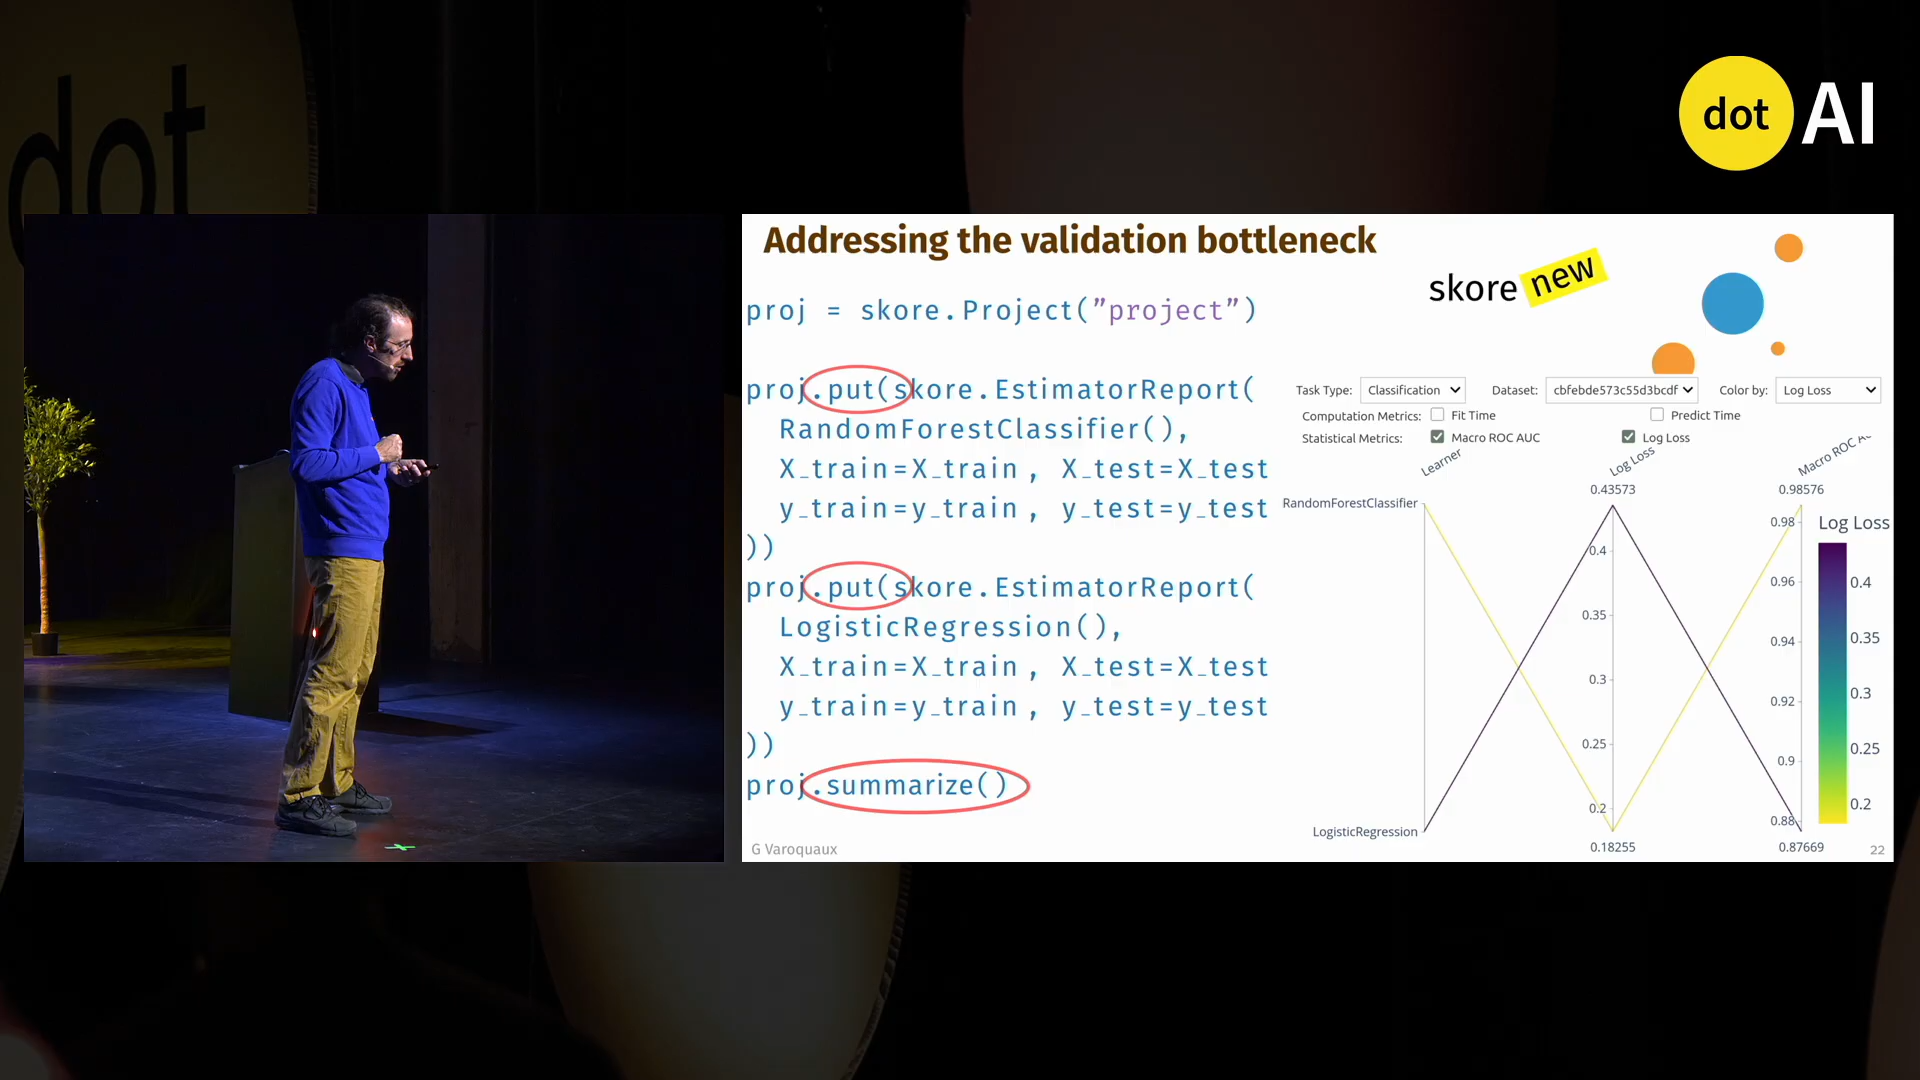 dot
dot AI
Addressing the validation bottleneck
skore new
proj = skore.Project(”project”)
proj.put(skore.EstimatorReport(
RandomForestClassifier(),
X_train=X_train, X_test=X_test
y_train=y_train, y_test=y_test
))
proj.put(skore.EstimatorReport(
LogisticRegression(),
X_train=X_train, X_test=X_test
y_train=y_train, y_test=y_test
))
proj.summarize()
Task Type: Classification Dataset: cbfebde573c55d3bcdf Color by: Log Loss
Computation Metrics: Fit Time Predict Time
Statistical Metrics: Macro ROC AUC Log Loss
Learner Log Loss Macro ROC
0.43573 0.98576
RandomForestClassifier
0.4
0.35
0.3
0.25
0.2
0.98
0.96
0.94
0.92
0.9
0.88
Log Loss
0.4
0.35
0.3
0.25
0.2
LogisticRegression
0.18255 0.87669
G Varoquaux
22